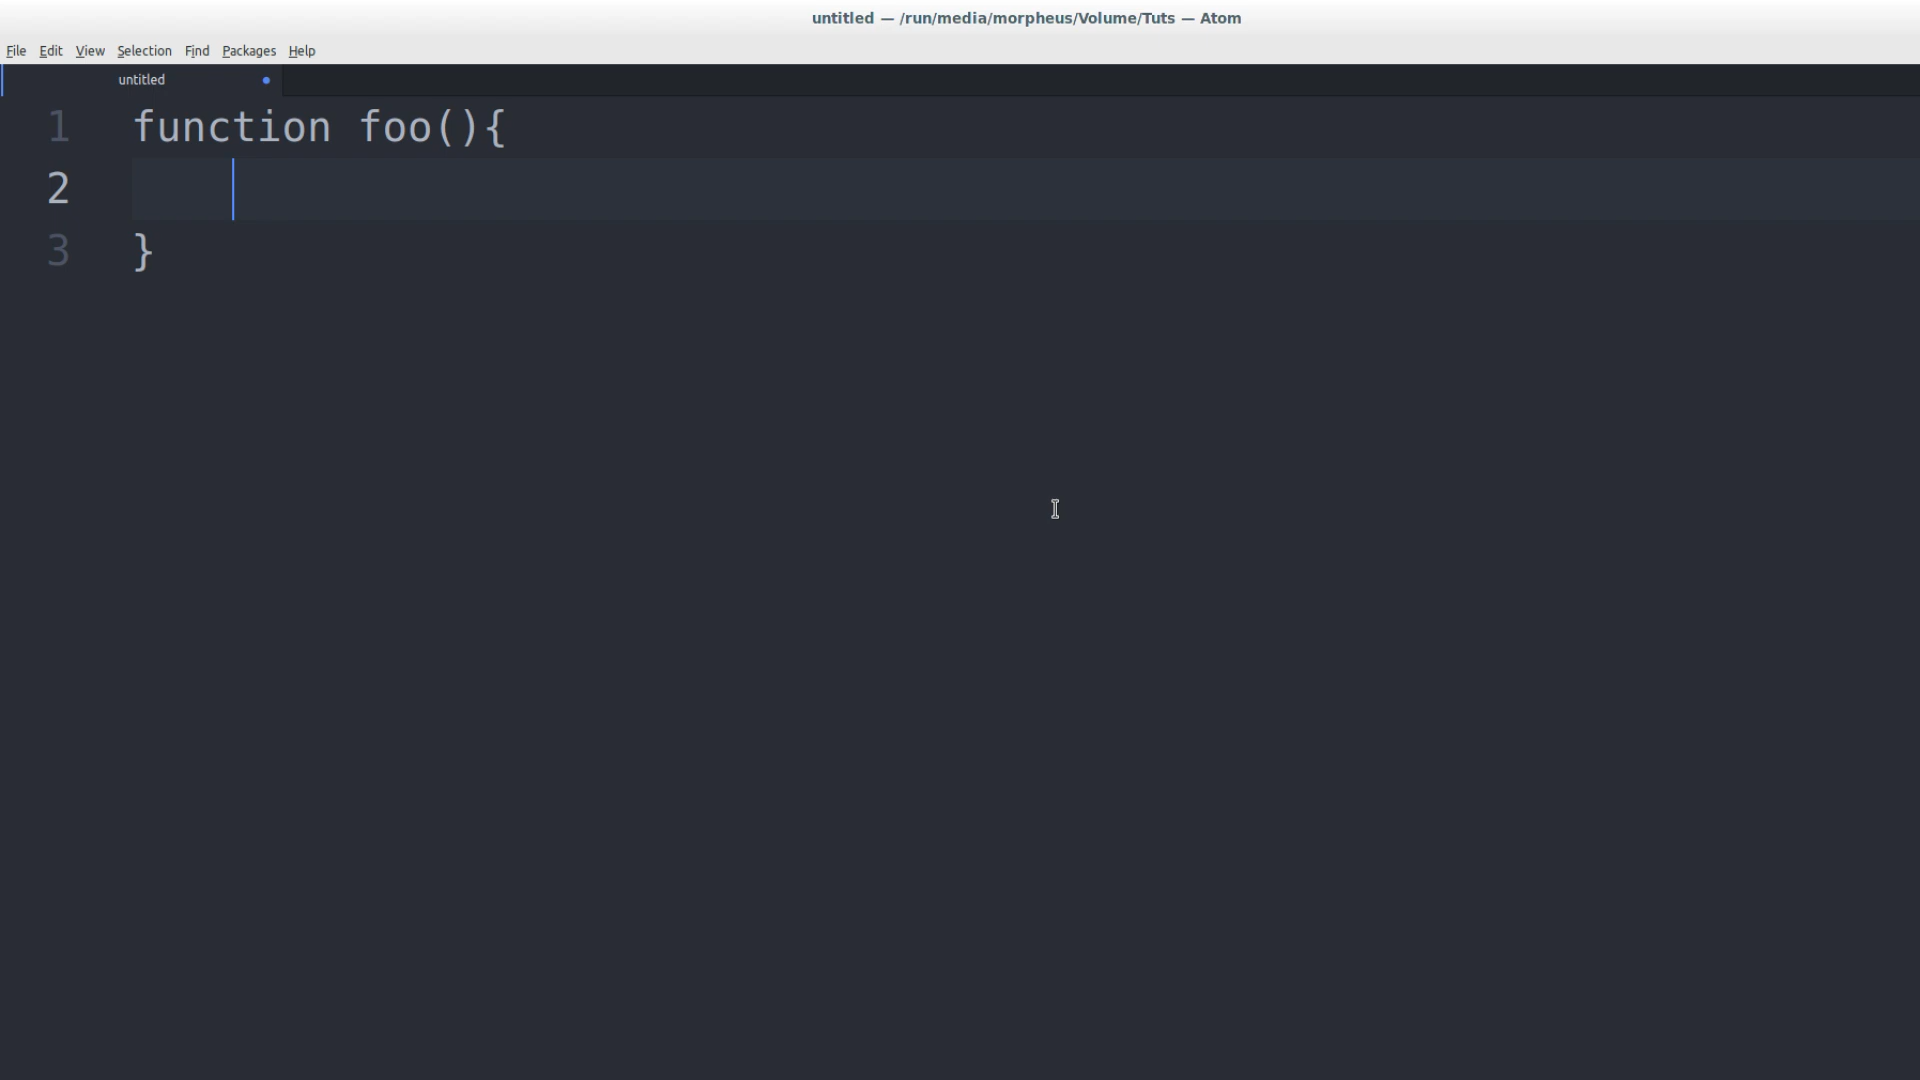 untitled — /run/media/morpheus/Volume/Tuts — Atom
File Edit View Selection Find Packages Help
untitled
1 function foo(){
2
3 }